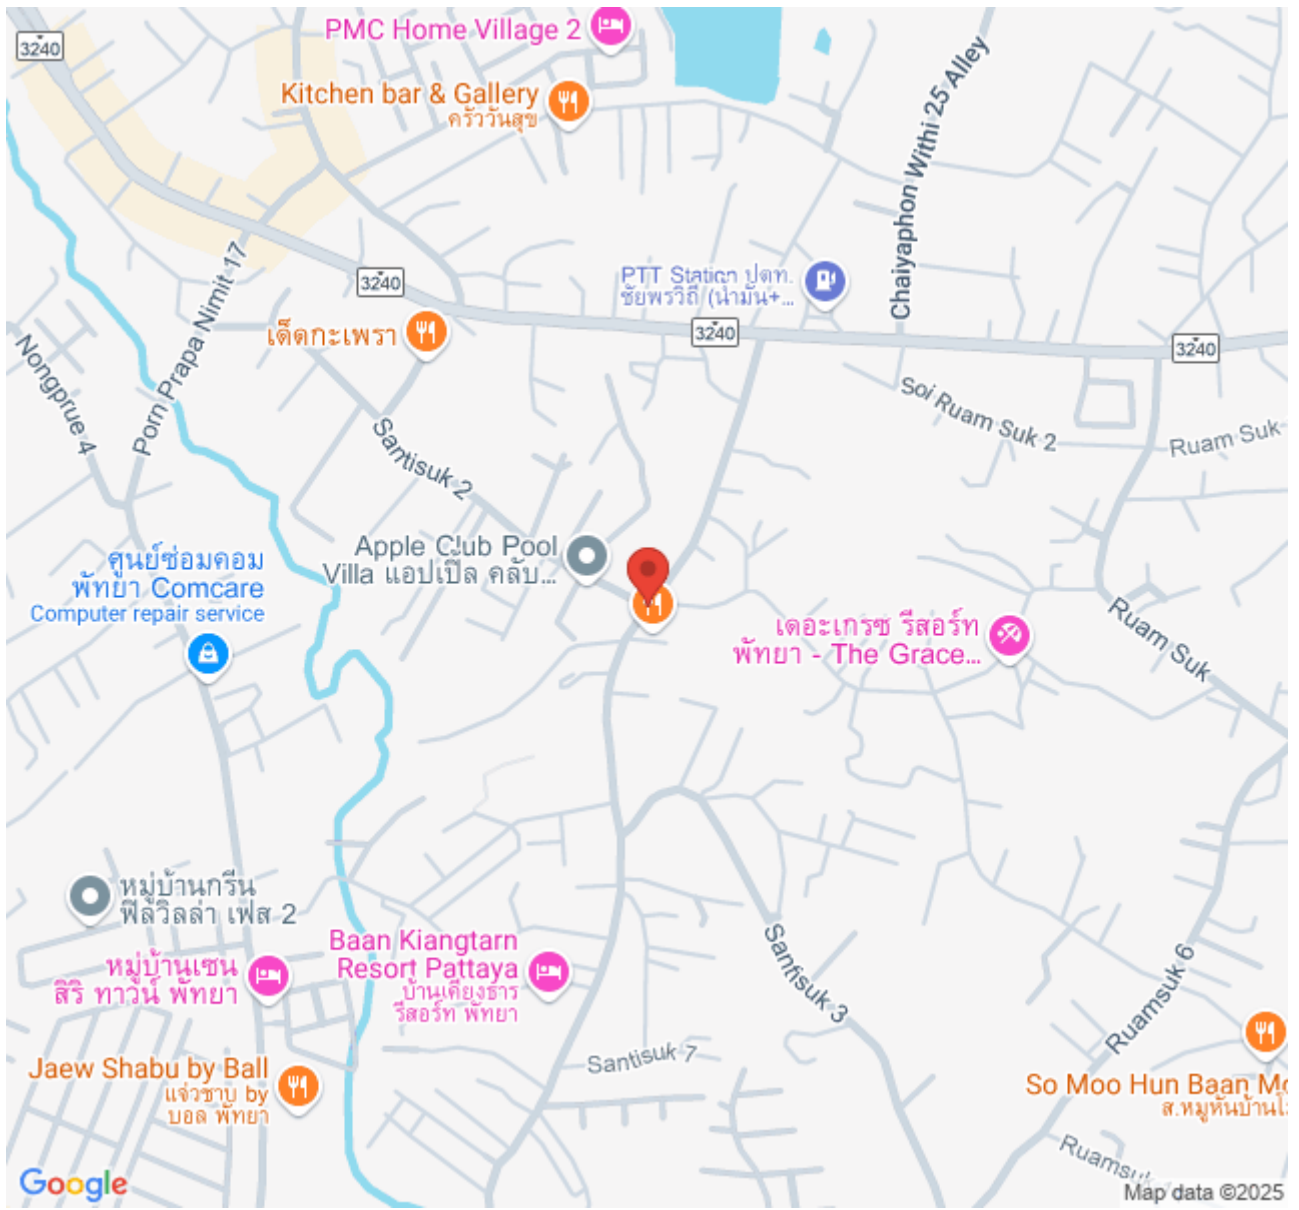 PMC Home Village 2
3240
Kitchen bar & Gallery
ครัววันสุข
Chaiyaphon Withi 25 Alley
Porn Prapa Nimit 17
3240
PTT Station ปตท.
ชัยพรวิถี (น้ำมัน+...
เด็ดกะเพรา
3240
3240
Nongprue 4
Soi Ruam Suk 2
Ruam Suk
Santisuk 2
Apple Club Pool
Villa แอปเปิ้ล คลับ...
ศูนย์ซ่อมคอม
พัทยา Comcare
Computer repair service
เดอะเกรซ รีสอร์ท
พัทยา - The Grace...
Ruam Suk
หมู่บ้านกรีน
ฟิลวิลล่า เฟส 2
หมู่บ้านเซน
สิริ ทาวน์ พัทยา
Baan Kiangtarn
Resort Pattaya
บ้านเคียงธาร
รีสอร์ท พัทยา
Santisuk 3
Ruamsuk 6
Santisuk 7
Jaew Shabu by Ball
แจ่วชาบู by
บอล พัทยา
So Moo Hun Baan Mo
ส.หมูหันบ้าน
Ruamsuk
Google
Map data ©2025